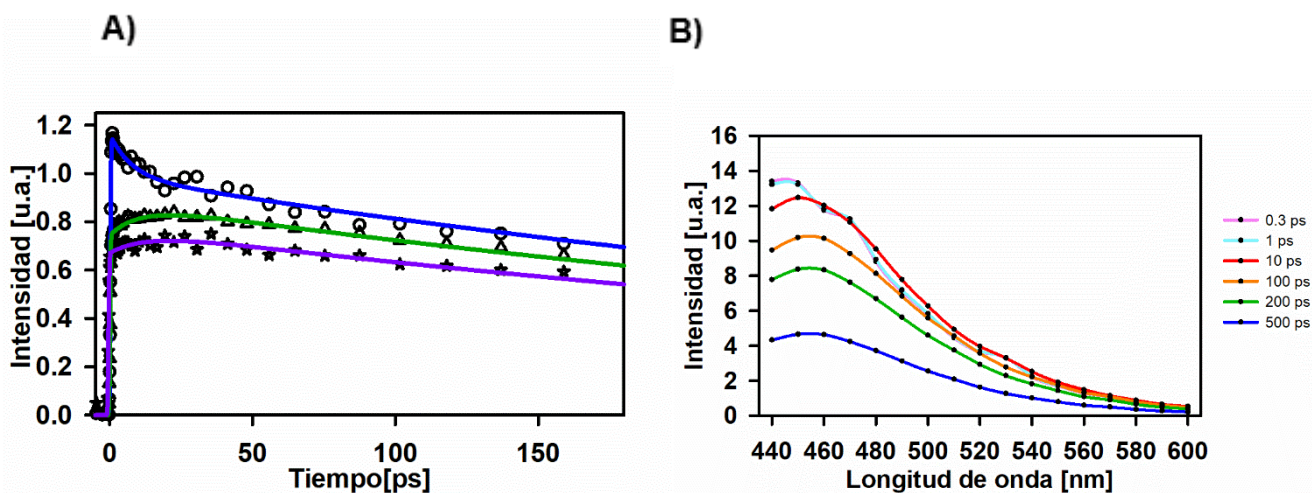 A)
Intensidad [u.a.]
1.2
1.0
0.8
0.6
0.4
0.2
0.0
0
50
100
150
Tiempo[ps]
B)
Intensidad [u.a.]
16
14
12
10
8
6
4
2
0
440 460 480 500 520 540 560 580 600
Longitud de onda [nm]
0.3 ps
1 ps
10 ps
100 ps
200 ps
500 ps